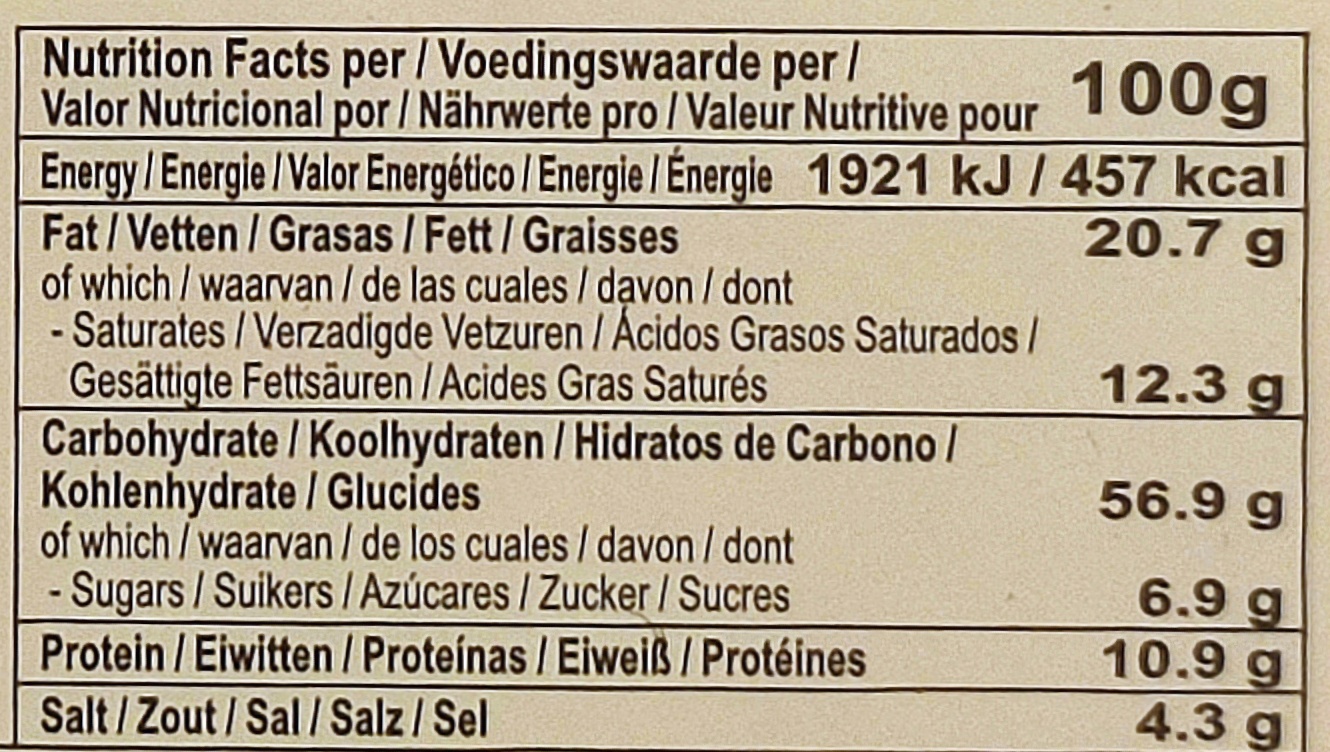 Nutrition Facts per / Voedingswaarde per /
Valor Nutricional por / Nährwerte pro / Valeur Nutritive pour 100g
Energy / Energie / Valor Energético / Energie / Énergie 1921 kJ / 457 kcal
Fat / Vetten / Grasas / Fett / Graisses 20.7 g
of which / waarvan / de las cuales / davon / dont
- Saturates / Verzadigde Vetzuren / Ácidos Grasos Saturados /
Gesättigte Fettsäuren / Acides Gras Saturés 12.3 g
Carbohydrate / Koolhydraten / Hidratos de Carbono /
Kohlenhydrate / Glucides 56.9 g
of which / waarvan / de los cuales / davon / dont
- Sugars / Suikers / Azúcares / Zucker / Sucres 6.9 g
Protein / Eiwitten / Proteínas / Eiweiß / Protéines 10.9 g
Salt / Zout / Sal / Salz / Sel 4.3 g